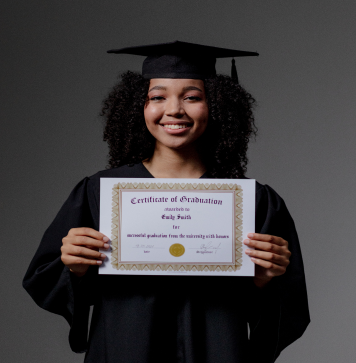 Certificate of Graduation
awarded to
Emily Smith
for
successful graduation from the university with honors